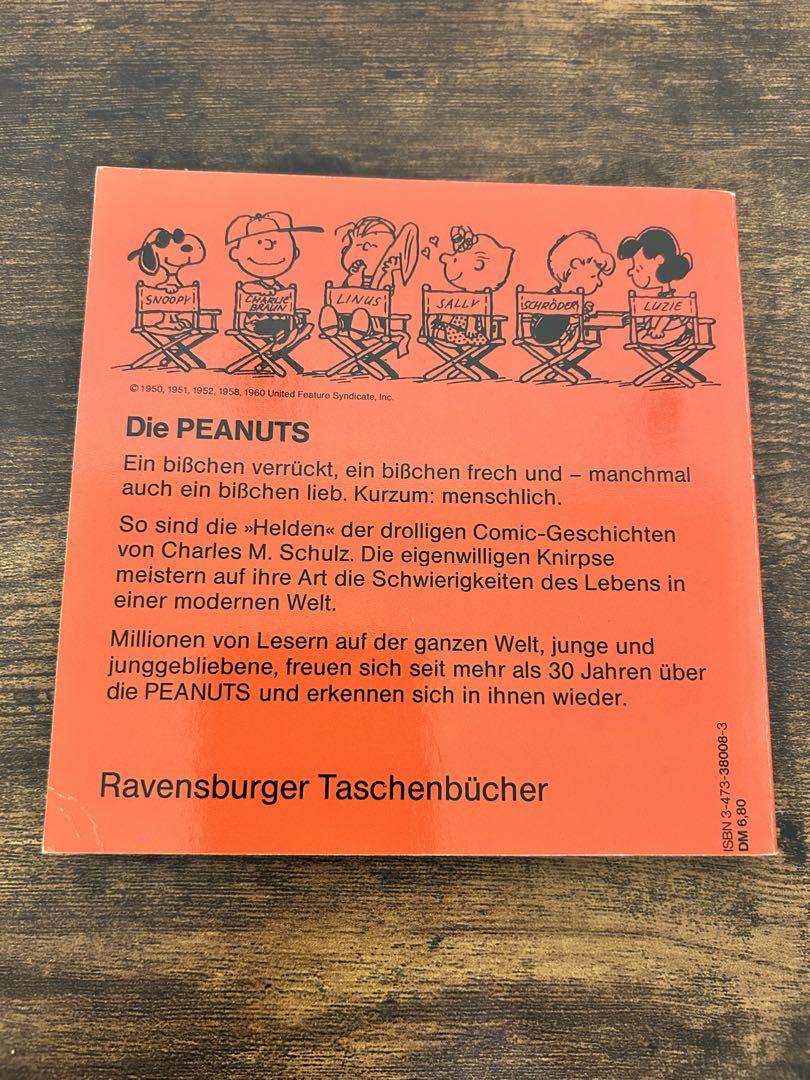 SNOOPY
CHARLIE
BRAUN
LINUS
SALLY
SCHRÖDER
LUZIE
© 1950, 1951, 1952, 1958, 1960 United Feature Syndicate, Inc.
Die PEANUTS
Ein bißchen verrückt, ein bißchen frech und – manchmal
auch ein bißchen lieb. Kurzum: menschlich.
So sind die »Helden« der drolligen Comic-Geschichten
von Charles M. Schulz. Die eigenwilligen Knirpse
meistern auf ihre Art die Schwierigkeiten des Lebens in
einer modernen Welt.
Millionen von Lesern auf der ganzen Welt, junge und
junggebliebene, freuen sich seit mehr als 30 Jahren über
die PEANUTS und erkennen sich in ihnen wieder.
Ravensburger Taschenbücher
ISBN 3-473-38008-3
DM 6,80